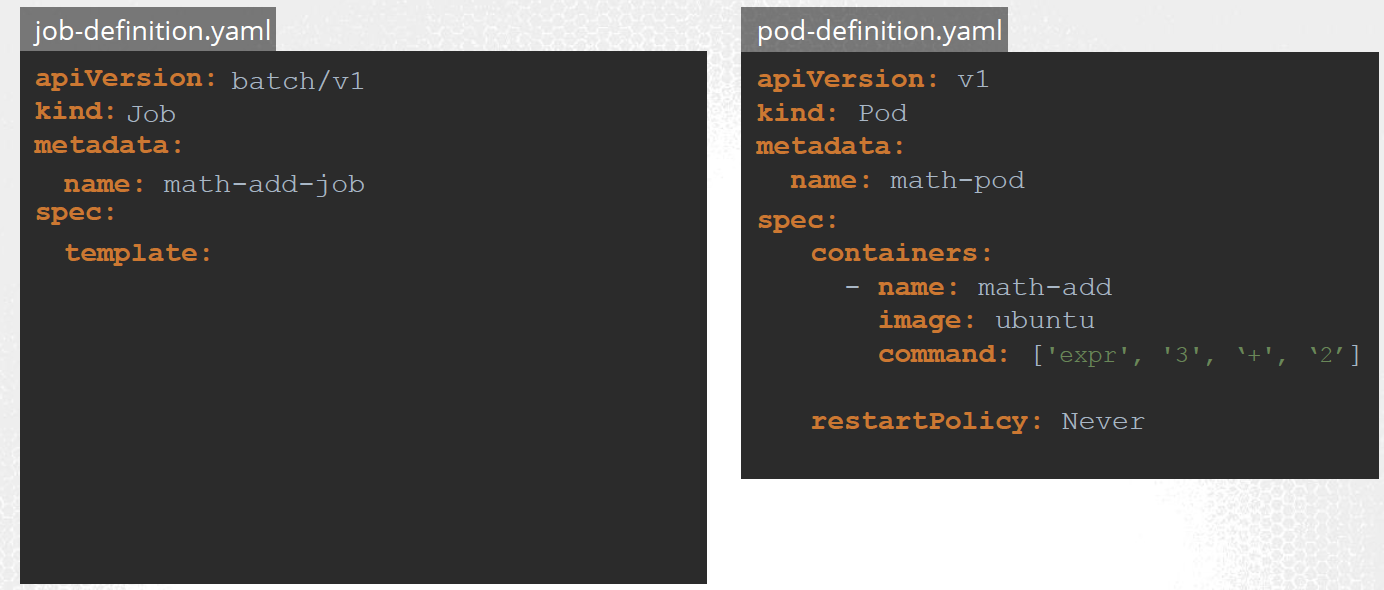 job-definition.yaml
apiVersion: batch/v1
kind: Job
metadata:
  name: math-add-job
spec:
  template:
pod-definition.yaml
apiVersion: v1
kind: Pod
metadata:
  name: math-pod
spec:
   containers:
     - name: math-add
       image: ubuntu
       command: ['expr', '3', ‘+', ‘2’]
   restartPolicy: Never